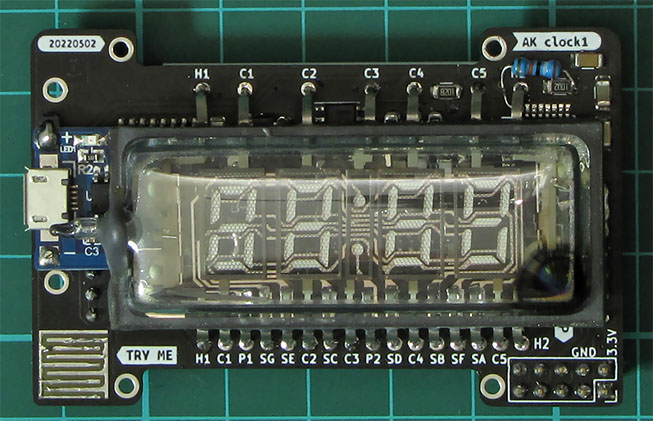 20220502
AK clock1
H1 C1 C2 C3 C4 C5
8201
LED1
R2
C3
TRY ME
H1 C1 P1 SG SE C2 SC C3 P2 SD C4 SB SF SA C5 H2
GND
3.3V